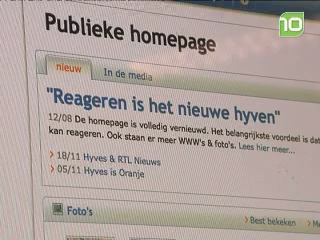 10
Publieke homepage
nieuw In de media
"Reageren is het nieuwe hyven"
12/08 De homepage is volledig vernieuwd. Het belangrijkste voordeel is dat
kan reageren. Ook staan er meer WWW's & foto's. Lees hier meer...
> 18/11 Hyves & RTL Nieuws
> 05/11 Hyves is Oranje
Foto's
> Best bekeken > Me